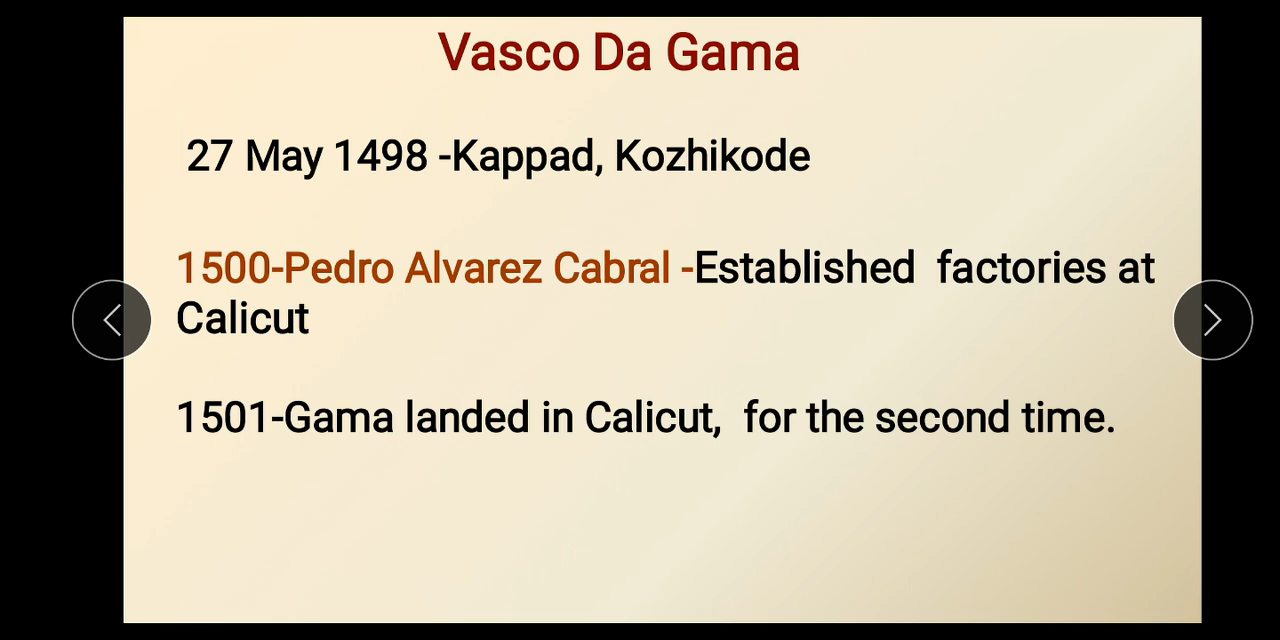 Vasco Da Gama
27 May 1498 -Kappad, Kozhikode
1500-Pedro Alvarez Cabral -Established  factories at
Calicut
1501-Gama landed in Calicut,  for the second time.